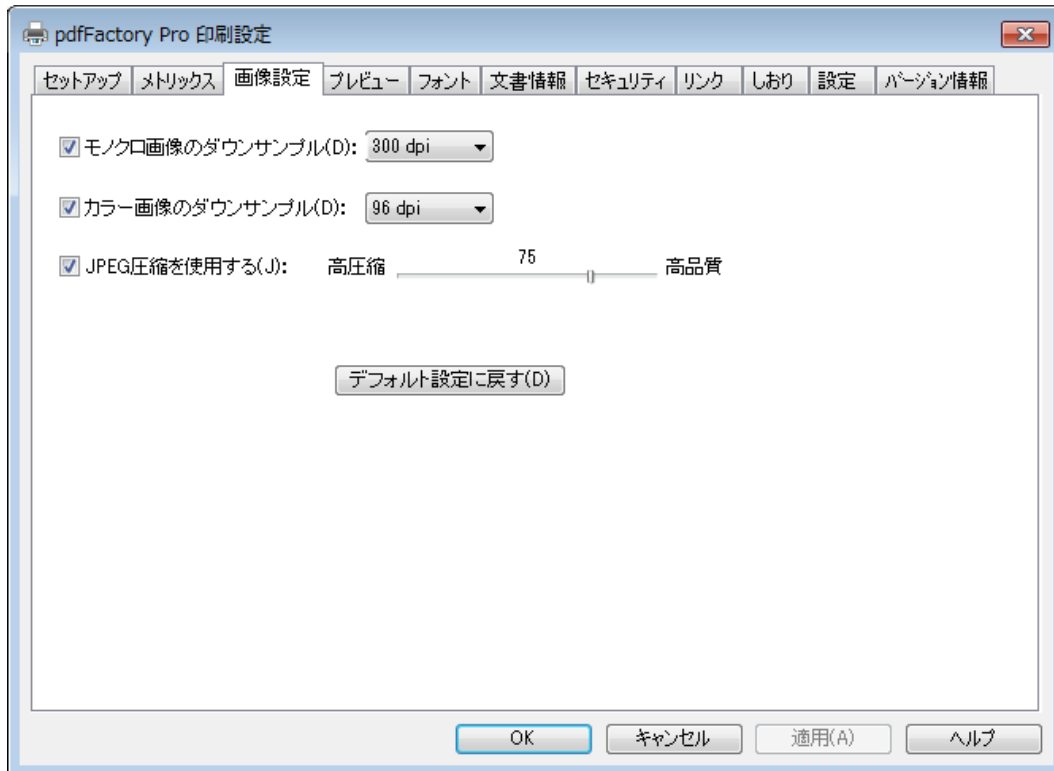 pdfFactory Pro 印刷設定
セットアップ メトリックス 画像設定 プレビュー フォント 文書情報 セキュリティ リンク しおり 設定 バージョン情報
モノクロ画像のダウンサンプル(D): 300 dpi
カラー画像のダウンサンプル(D): 96 dpi
JPEG圧縮を使用する(J): 高圧縮 75 高品質
デフォルト設定に戻す(D)
OK キャンセル 適用(A) ヘルプ